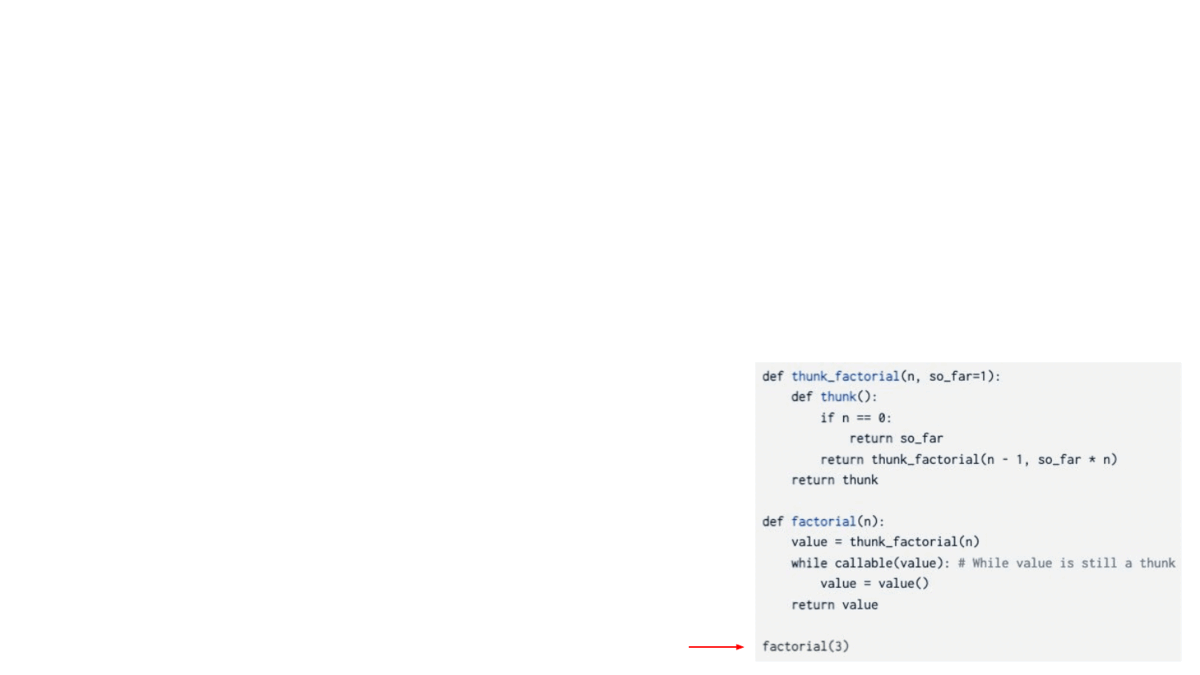 def thunk_factorial(n, so_far=1):
    def thunk():
        if n == 0:
            return so_far
        return thunk_factorial(n - 1, so_far * n)
    return thunk

def factorial(n):
    value = thunk_factorial(n)
    while callable(value): # While value is still a thunk
        value = value()
    return value

factorial(3)